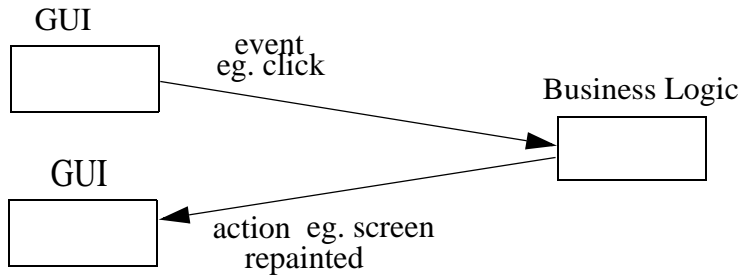 GUI
event
eg. click
Business Logic
GUI
action eg. screen
repainted